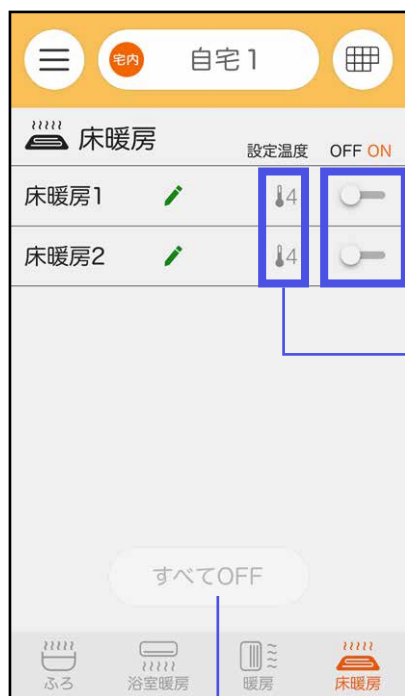 宅内 自宅1
床暖房 設定温度 OFF ON
床暖房1 4
床暖房2 4
すべてOFF
ふろ 浴室暖房 暖房 床暖房